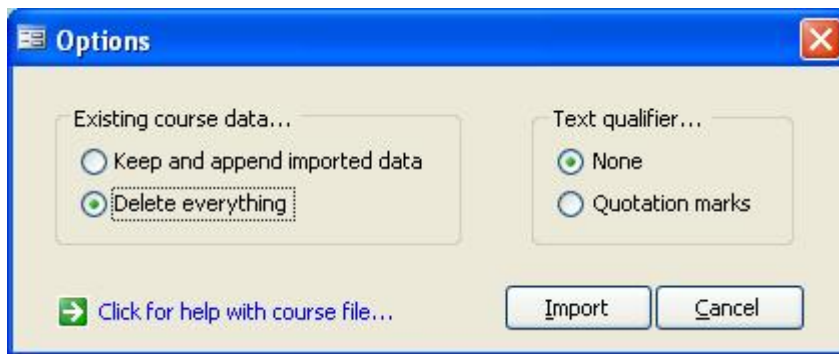 Options
Existing course data...
Keep and append imported data
Delete everything
Text qualifier...
None
Quotation marks
Click for help with course file...
Import
Cancel